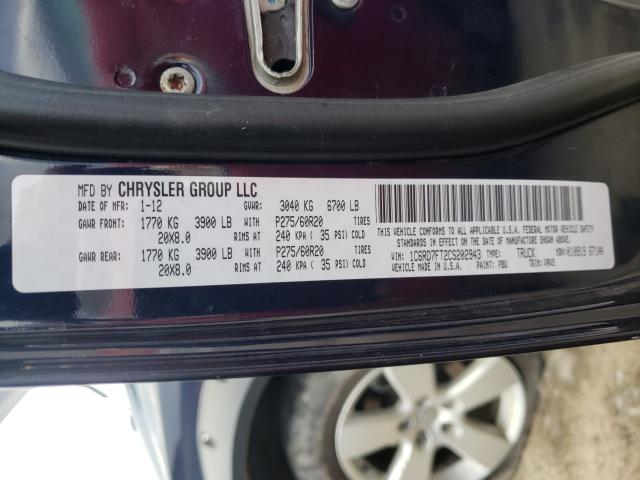 MFD BY CHRYSLER GROUP LLC
DATE OF MFR: 1-12 GVWR: 3040 KG 6700 LB
GAWR FRONT: 1770 KG 3900 LB WITH P275/60R20 TIRES
20X8.0 RIMS AT 240 KPA ( 35 PSI) COLD
GAWR REAR: 1770 KG 3900 LB WITH P275/60R20 TIRES
20X8.0 RIMS AT 240 KPA ( 35 PSI) COLD
THIS VEHICLE CONFORMS TO ALL APPLICABLE U.S.A. FEDERAL MOTOR VEHICLE SAFETY
STANDARDS IN EFFECT ON THE DATE OF MANUFACTURE SHOWN ABOVE.
VIN: 1C6RD7FT2CS202943 TYPE: TRUCK MDH:
VEHICLE MADE IN U.S.A. PAINT: PBU TRIM: